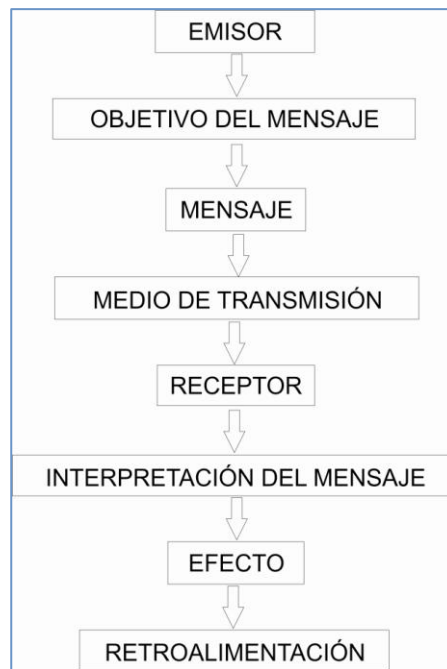 EMISOR
OBJETIVO DEL MENSAJE
MENSAJE
MEDIO DE TRANSMISIÓN
RECEPTOR
INTERPRETACIÓN DEL MENSAJE
EFECTO
RETROALIMENTACIÓN